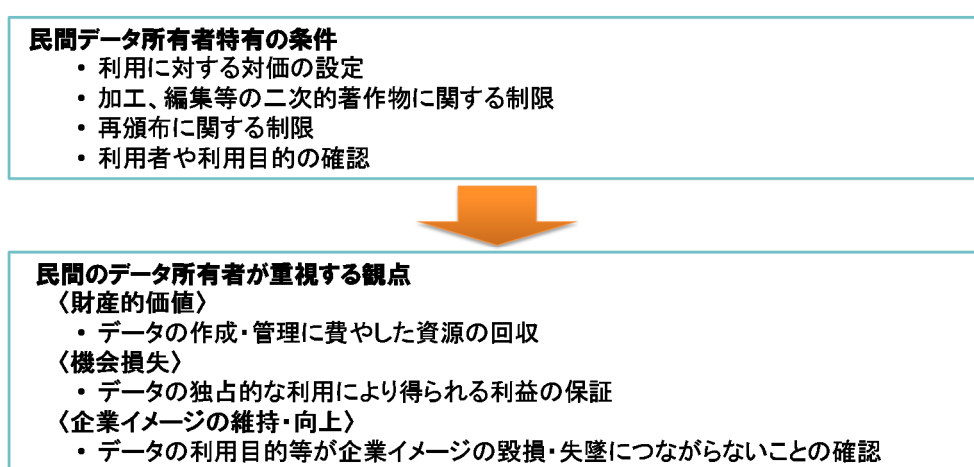 民間データ所有者特有の条件
• 利用に対する対価の設定
• 加工、編集等の二次的著作物に関する制限
• 再頒布に関する制限
• 利用者や利用目的の確認
民間のデータ所有者が重視する観点
〈財産的価値〉
• データの作成・管理に費やした資源の回収
〈機会損失〉
• データの独占的な利用により得られる利益の保証
〈企業イメージの維持・向上〉
• データの利用目的等が企業イメージの毀損・失墜につながらないことの確認